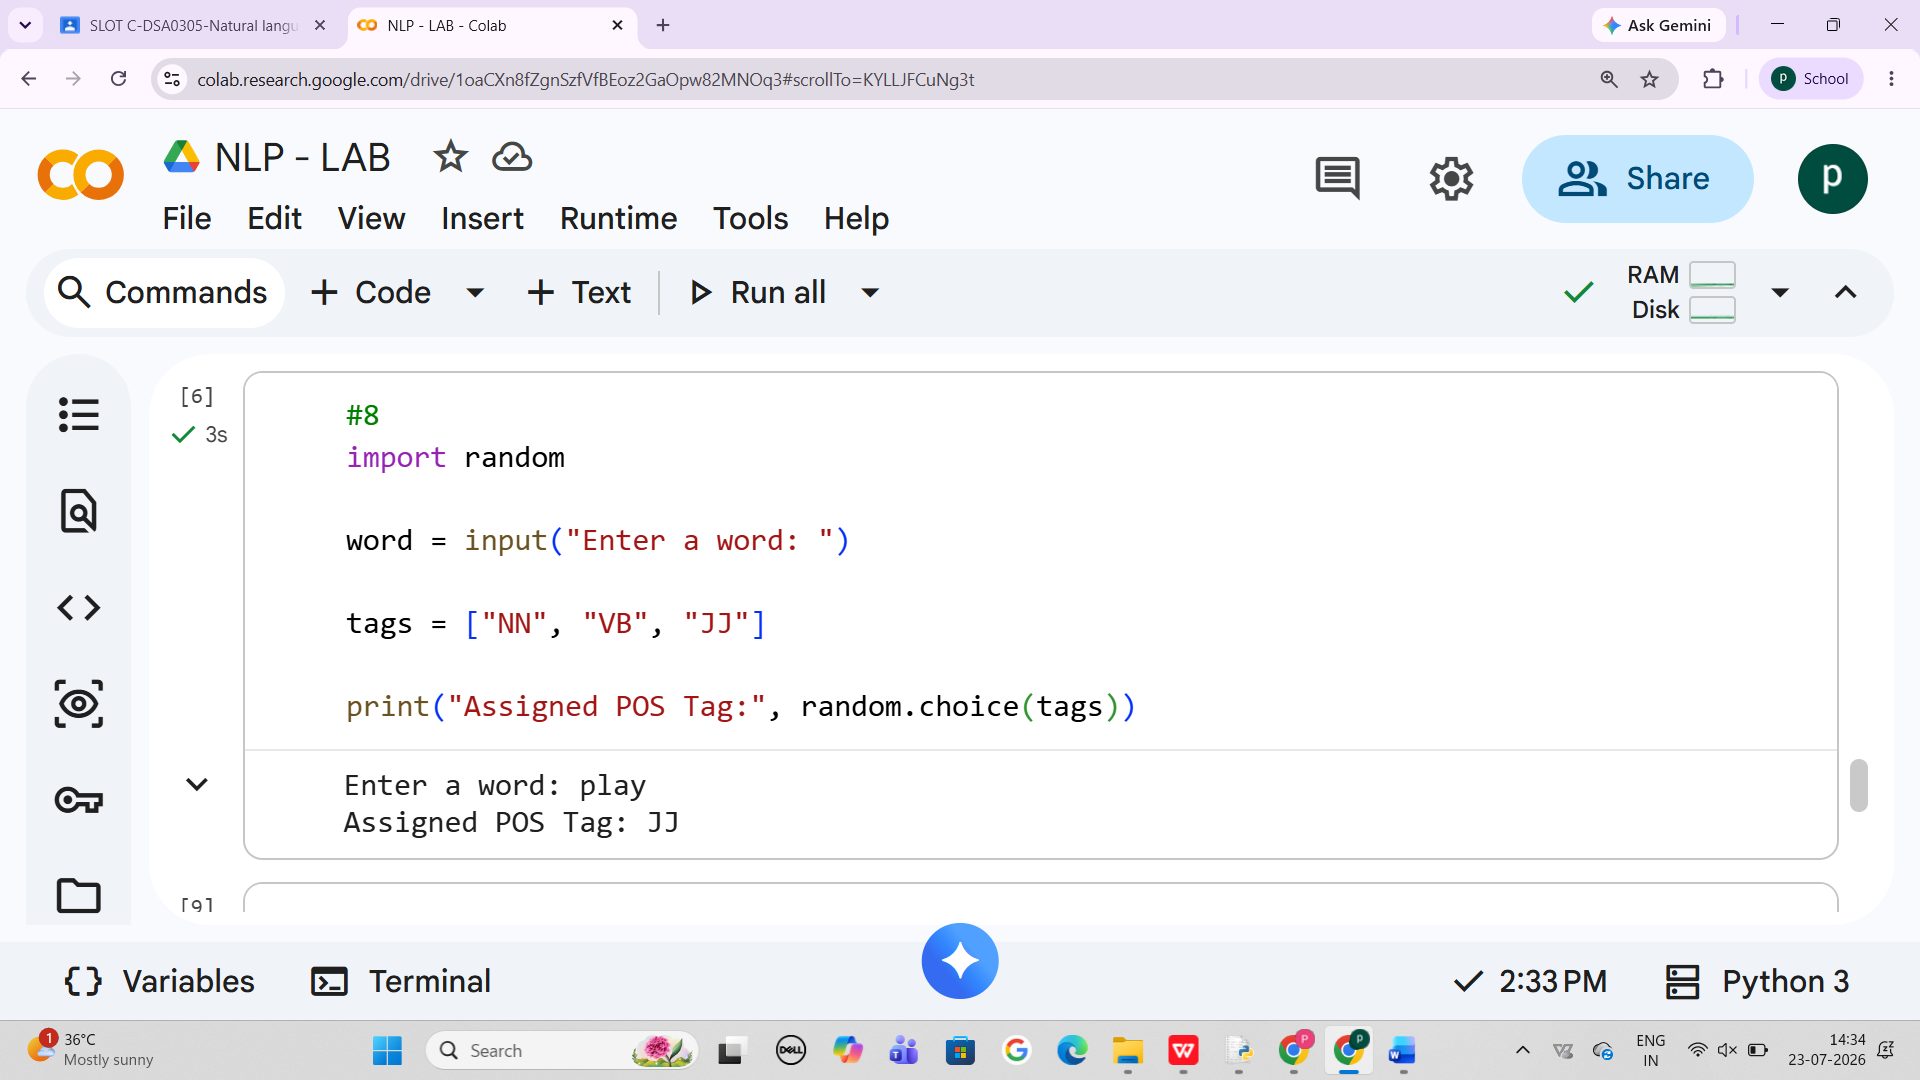 SLOT C-DSA0305-Natural langu
NLP - LAB - Colab
Ask Gemini
colab.research.google.com/drive/1oaCXn8fZgnSzfVfBEoz2GaOpw82MNOq3#scrollTo=KYLLJFCuNg3t
P School
NLP - LAB
Share
p
File Edit View Insert Runtime Tools Help
Commands + Code + Text Run all
RAM
Disk
[6]
3s
#8
import random
word = input("Enter a word: ")
tags = ["NN", "VB", "JJ"]
print("Assigned POS Tag:", random.choice(tags))
Enter a word: play
Assigned POS Tag: JJ
[9]
Variables Terminal 2:33 PM Python 3
1
36°C
Mostly sunny
Search
DELL
ENG
IN
14:34
23-07-2026